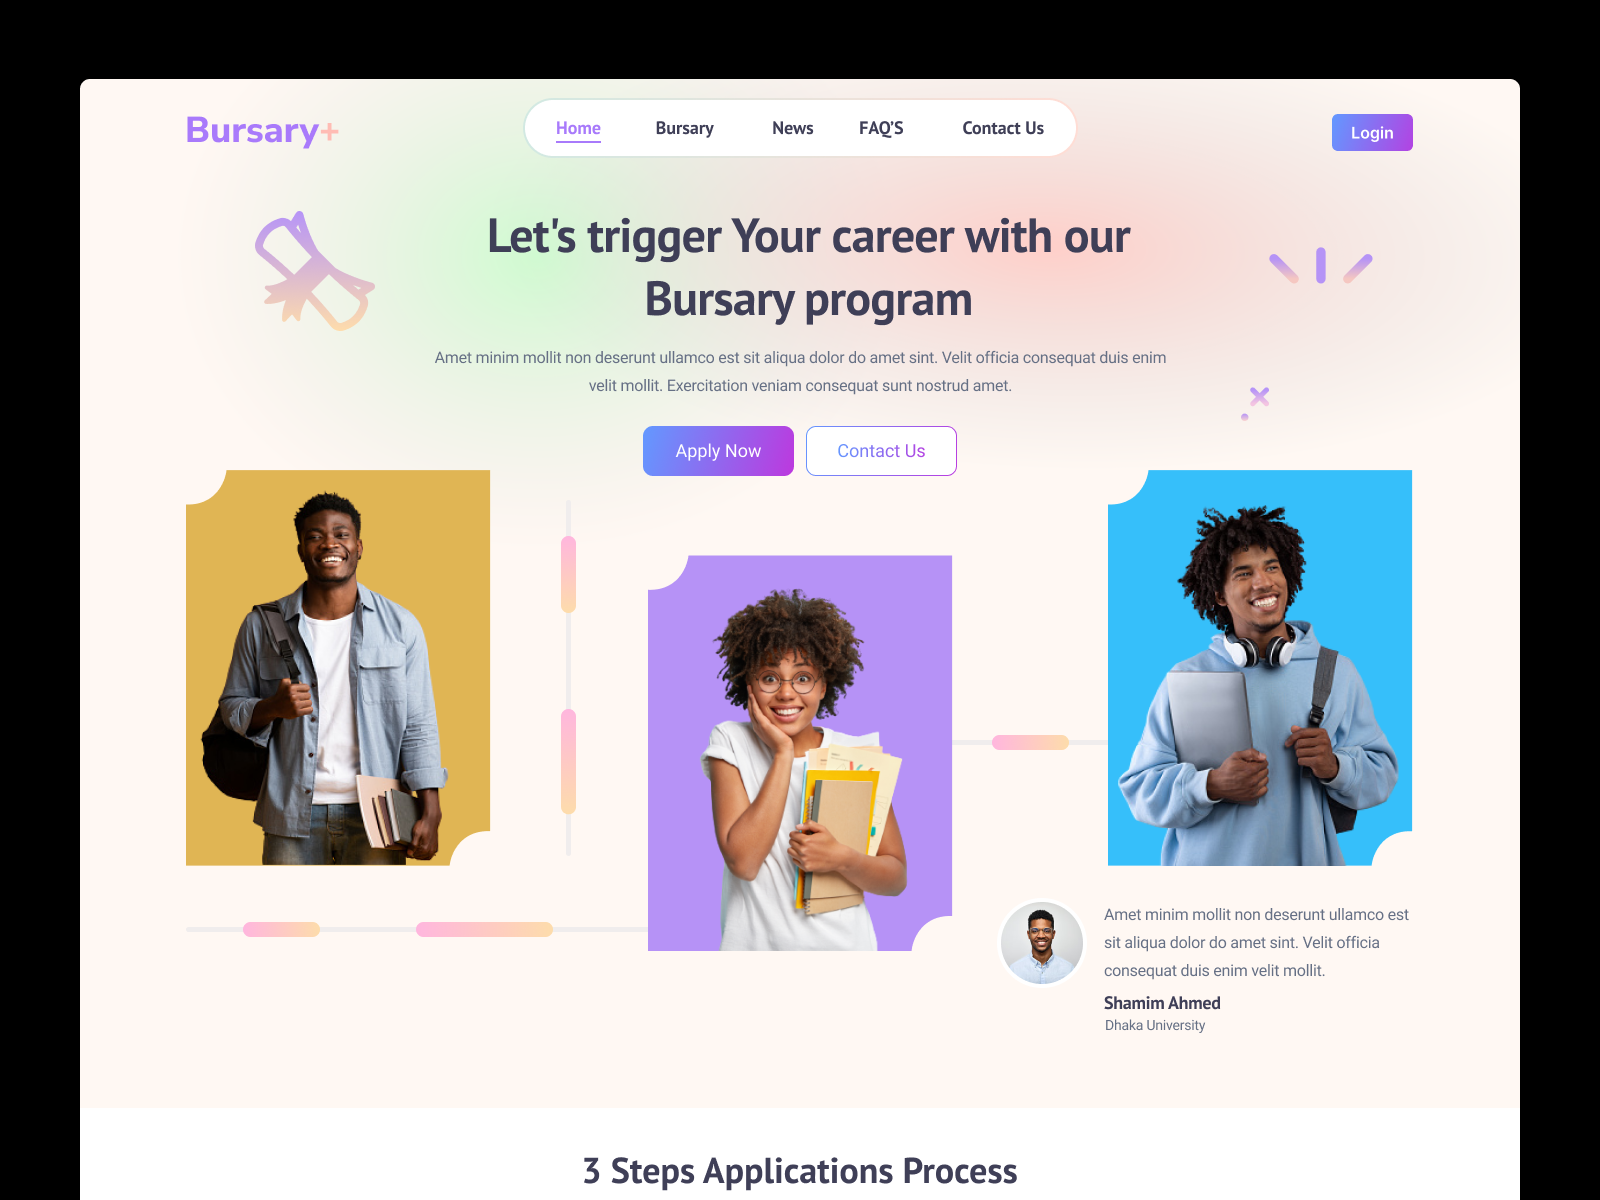 Bursary+
Home
Bursary
News
FAQ'S
Contact Us
Login
Let's trigger Your career with our
Bursary program
Amet minim mollit non deserunt ullamco est sit aliqua dolor do amet sint. Velit officia consequat duis enim
velit mollit. Exercitation veniam consequat sunt nostrud amet.
Apply Now
Contact Us
Amet minim mollit non deserunt ullamco est
sit aliqua dolor do amet sint. Velit officia
consequat duis enim velit mollit.
Shamim Ahmed
Dhaka University
3 Steps Applications Process